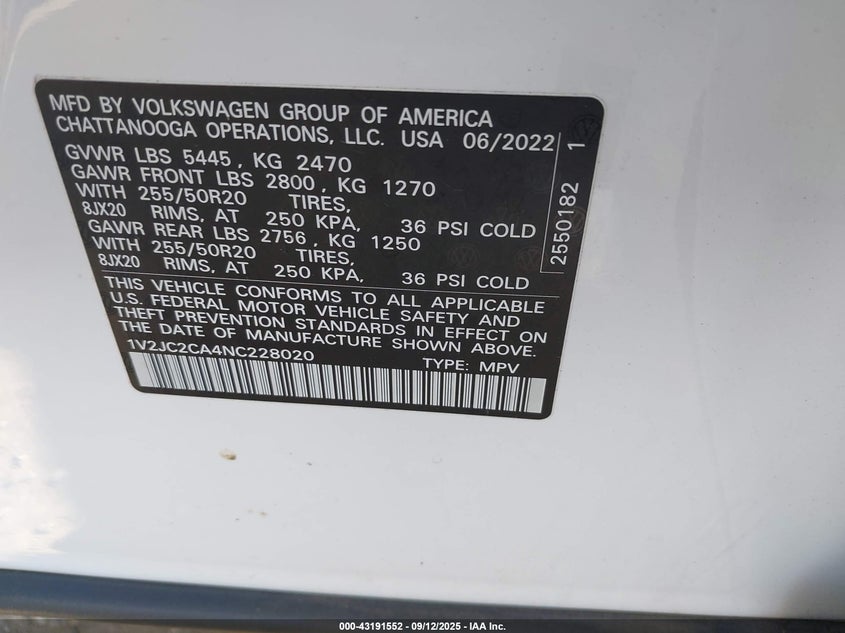 MFD BY VOLKSWAGEN GROUP OF AMERICA
CHATTANOOGA OPERATIONS, LLC. USA 06/2022
GVWR LBS 5445, KG 2470
GAWR FRONT LBS 2800, KG 1270
WITH 255/50R20 TIRES,
8JX20 RIMS, AT 250 KPA, 36 PSI COLD
GAWR REAR LBS 2756, KG 1250
WITH 255/50R20 TIRES,
8JX20 RIMS, AT 250 KPA, 36 PSI COLD
THIS VEHICLE CONFORMS TO ALL APPLICABLE
U.S. FEDERAL MOTOR VEHICLE SAFETY AND
THEFT PREVENTION STANDARDS IN EFFECT ON
THE DATE OF MANUFACTURE SHOWN ABOVE.
1V2JC2CA4NC228020 TYPE: MPV
2550182 1
000-43191552 - 09/12/2025 - IAA Inc.